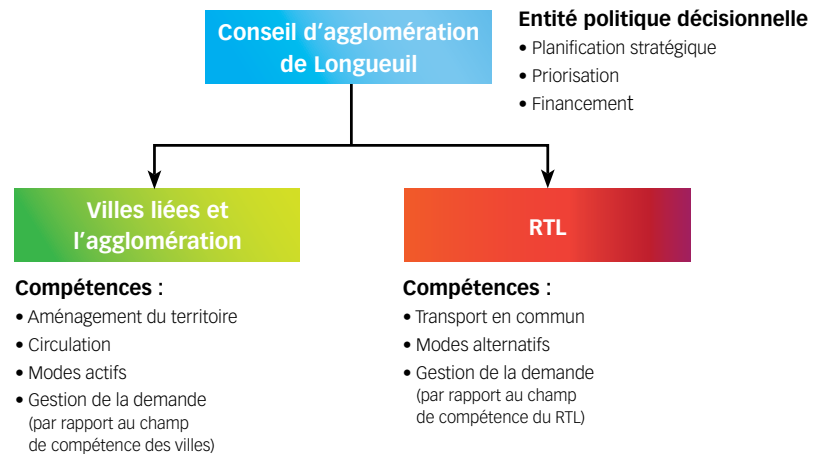 Conseil d'agglomération
de Longueuil
Entité politique décisionnelle
• Planification stratégique
• Priorisation
• Financement
Villes liées et
l'agglomération
Compétences :
• Aménagement du territoire
• Circulation
• Modes actifs
• Gestion de la demande
(par rapport au champ
de compétence des villes)
RTL
Compétences :
• Transport en commun
• Modes alternatifs
• Gestion de la demande
(par rapport au champ
de compétence du RTL)